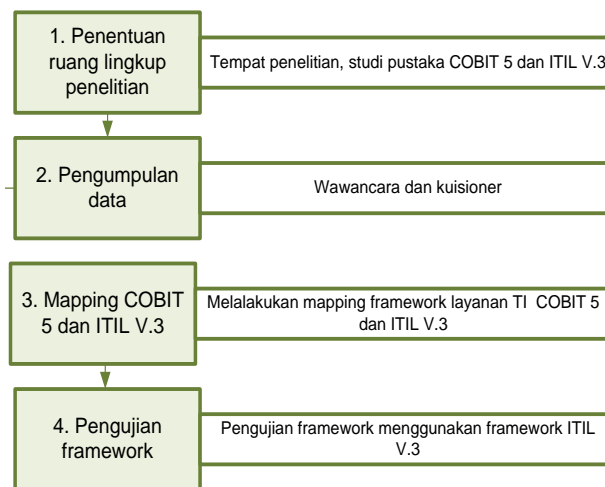 1. Penentuan
ruang lingkup
penelitian
Tempat penelitian, studi pustaka COBIT 5 dan ITIL V.3
2. Pengumpulan
data
Wawancara dan kuisioner
3. Mapping COBIT
5 dan ITIL V.3
Melalakukan mapping framework layanan TI COBIT 5
dan ITIL V.3
4. Pengujian
framework
Pengujian framework menggunakan framework ITIL
V.3